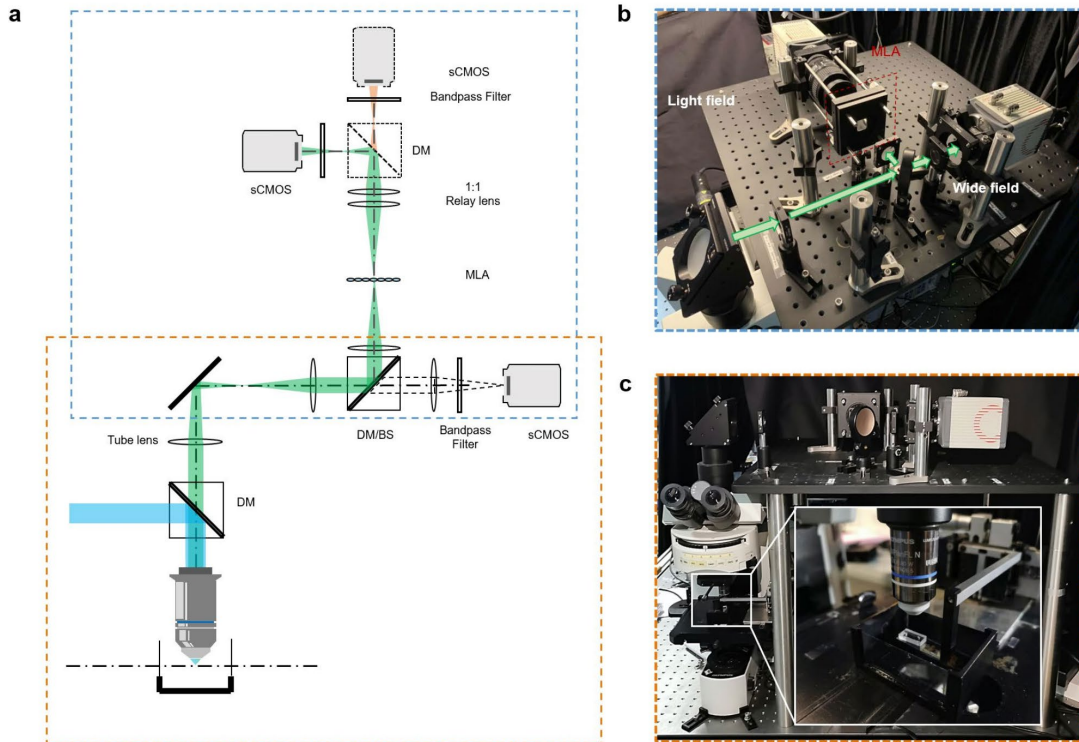 a
sCMOS
Bandpass Filter
DM
sCMOS
1:1
Relay lens
MLA
Tube lens
DM/BS
Bandpass
Filter
sCMOS
DM
b
MLA
Light field
Wide field
c